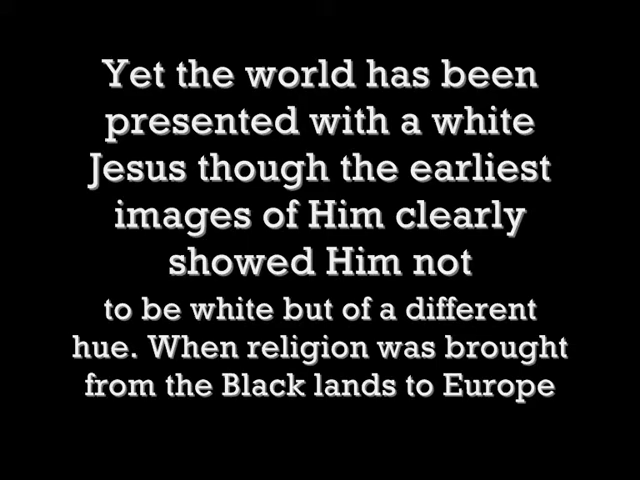 Yet the world has been
presented with a white
Jesus though the earliest
images of Him clearly
showed Him not
to be white but of a different
hue. When religion was brought
from the Black lands to Europe